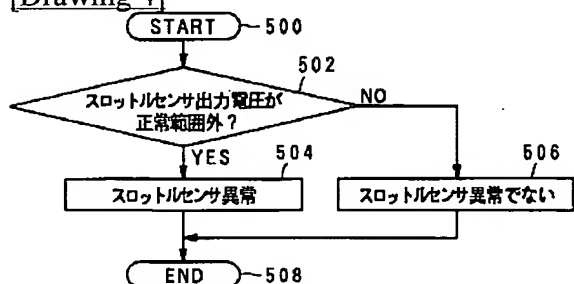 [Drawing 4]
START
500
502
スロットルセンサ出力電圧が
正常範囲外?
NO
YES
504
506
スロットルセンサ異常
スロットルセンサ異常でない
END
508